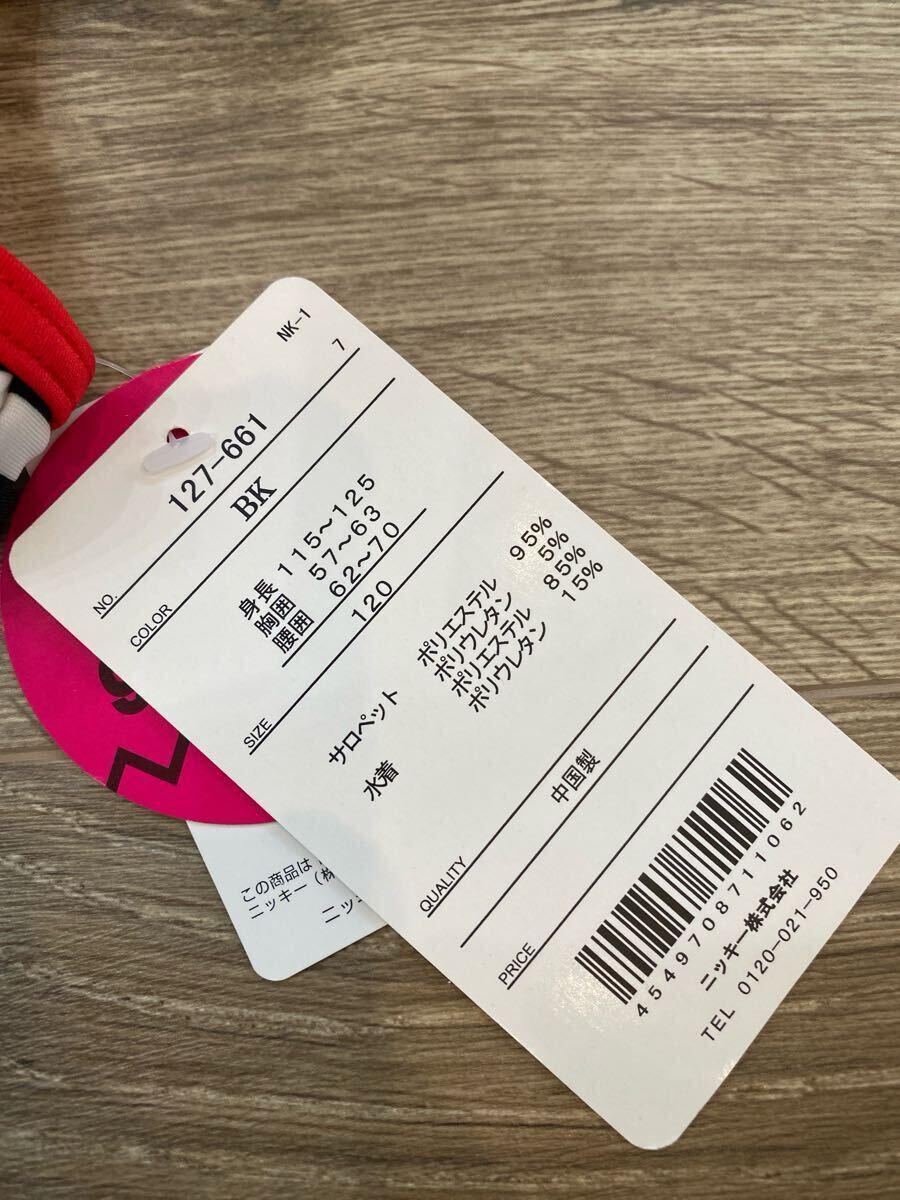 NK-1
7
NO. 127-661
COLOR BK
身長 115~125
胸囲 57~63
腰囲 62~70
SIZE 120
サロペット ポリエステル 95%
ポリウレタン 5%
水着 ポリエステル 85%
ポリウレタン 15%
QUALITY
中国製
PRICE
4549708711062
ニッキー株式会社
TEL 0120-021-950
この商品は
ニッキー(株
ニッ